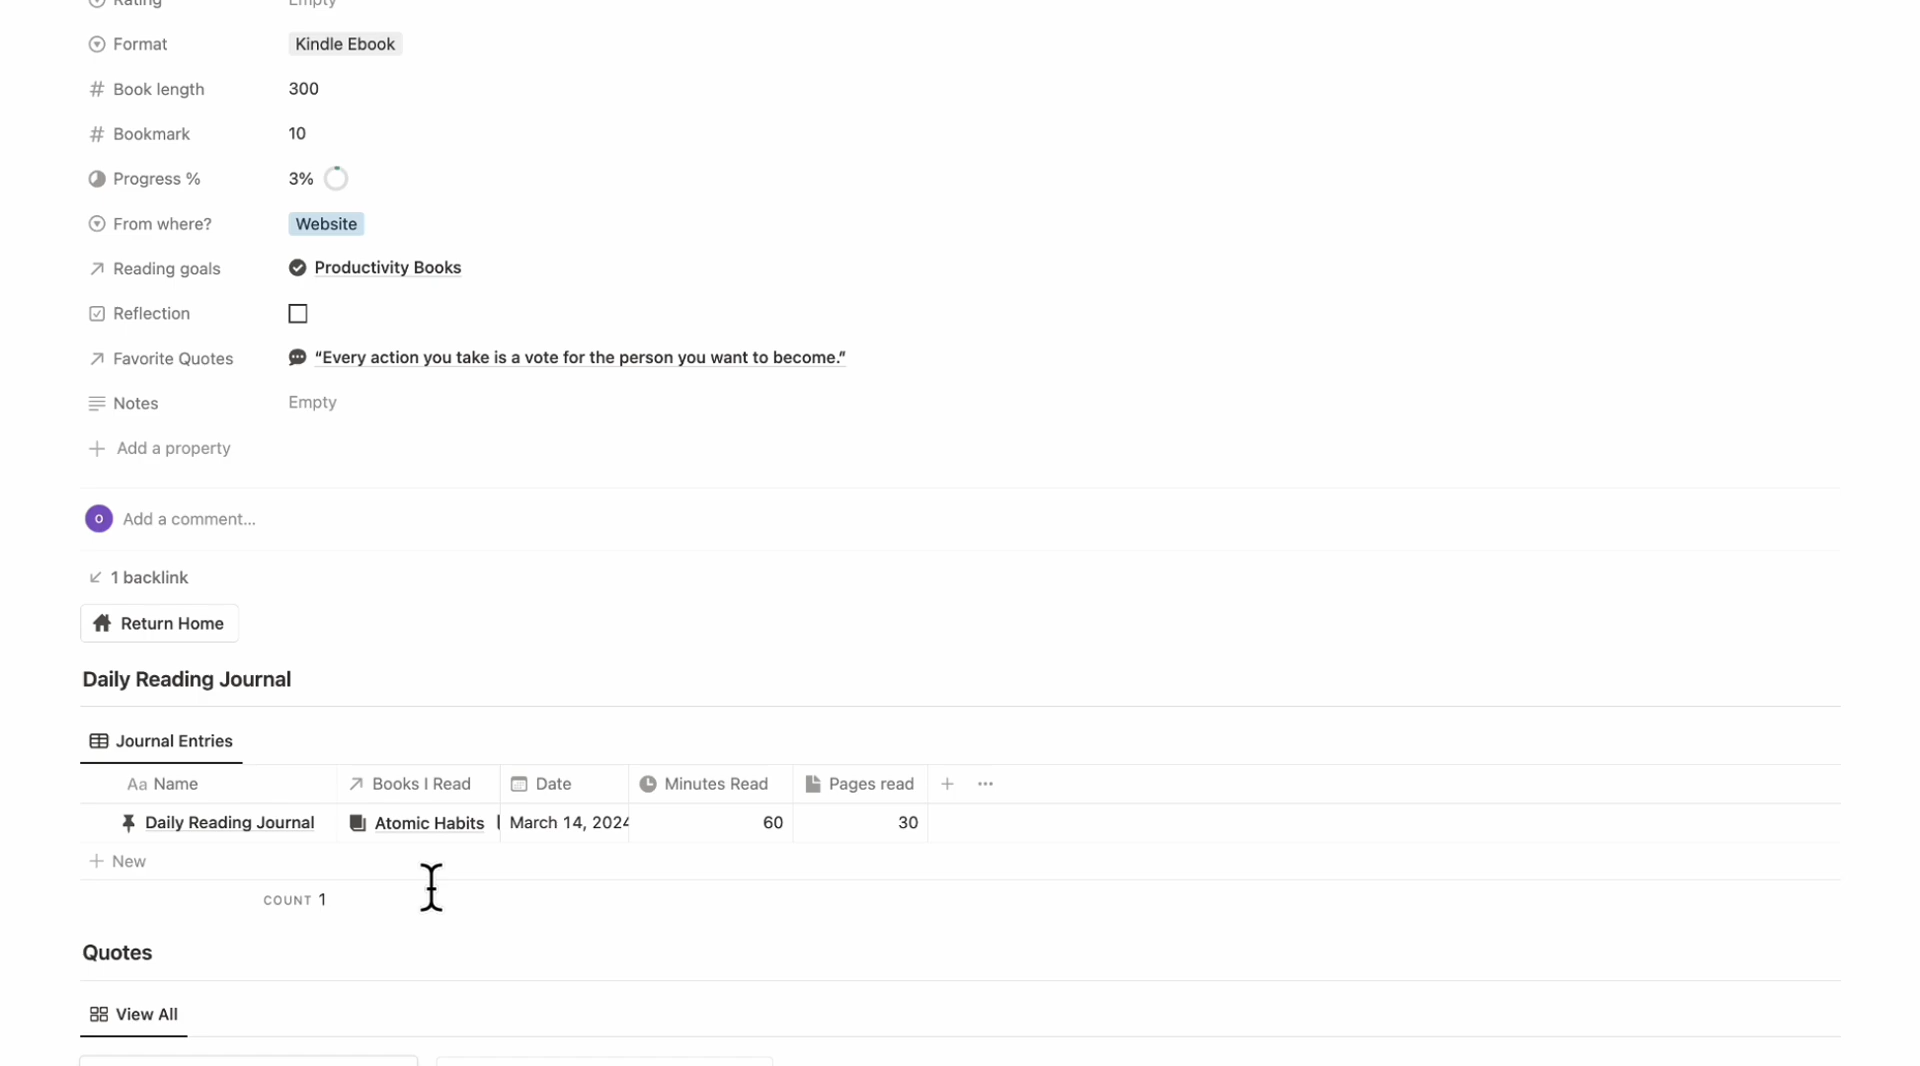 Rating Empty
Format Kindle Ebook
Book length 300
Bookmark 10
Progress % 3%
From where? Website
Reading goals Productivity Books
Reflection
Favorite Quotes “Every action you take is a vote for the person you want to become.”
Notes Empty
Add a property
O Add a comment...
1 backlink
Return Home
Daily Reading Journal
Journal Entries
Aa Name Books I Read Date Minutes Read Pages read
Daily Reading Journal Atomic Habits March 14, 2024 60 30
New
COUNT 1
Quotes
View All